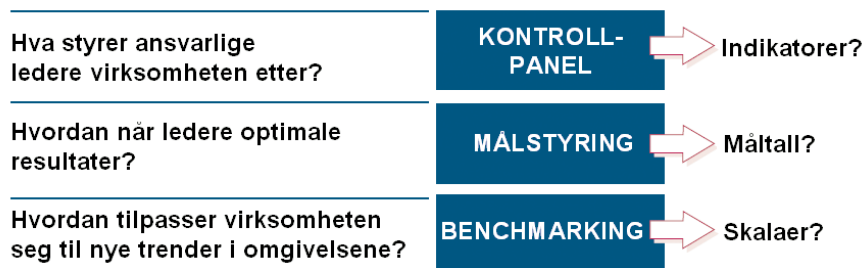 Hva styrer ansvarlige
ledere virksomheten etter?
KONTROLL-
PANEL
Indikatorer?
Hvordan når ledere optimale
resultater?
MÅLSTYRING
Måltall?
Hvordan tilpasser virksomheten
seg til nye trender i omgivelsene?
BENCHMARKING
Skalaer?